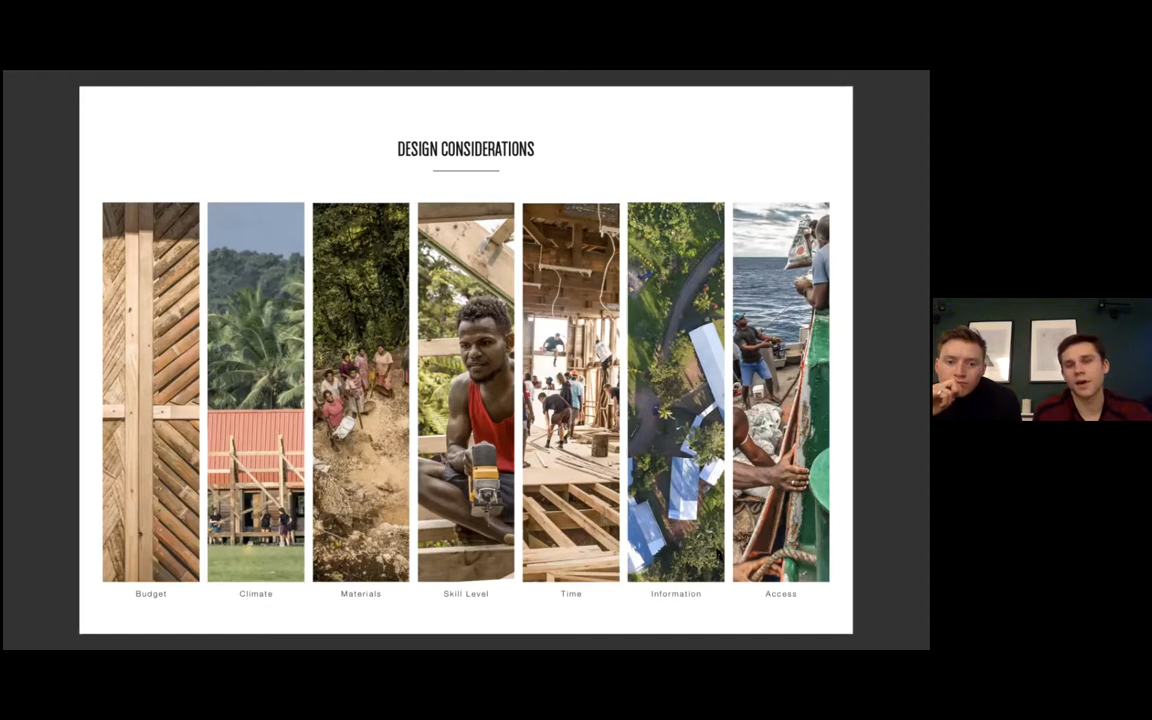 DESIGN CONSIDERATIONS
Budget
Climate
Materials
Skill Level
Time
Information
Access